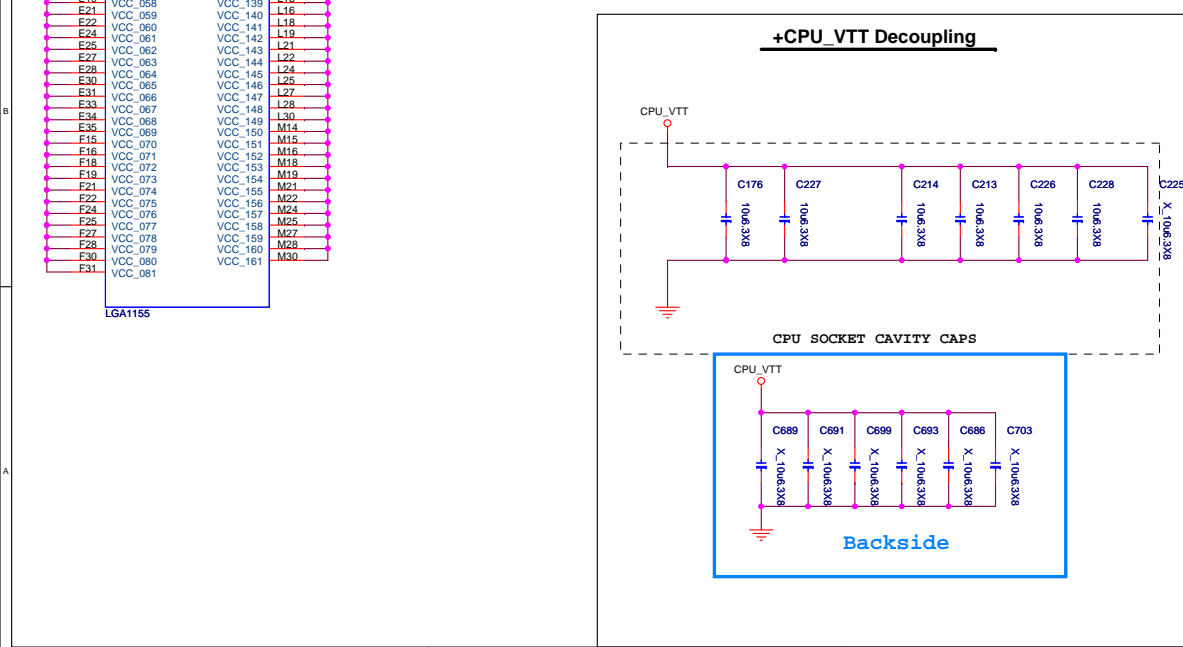 VCC_058 VCC_139
E21 VCC_059 VCC_140 L16
E22 VCC_060 VCC_141 L18
E24 VCC_061 VCC_142 L19
E25 VCC_062 VCC_143 L21
E27 VCC_063 VCC_144 L22
E28 VCC_064 VCC_145 L24
E30 VCC_065 VCC_146 L25
E31 VCC_066 VCC_147 L27
E33 VCC_067 VCC_148 L28
E34 VCC_068 VCC_149 L30
E35 VCC_069 VCC_150 M14
F15 VCC_070 VCC_151 M15
F16 VCC_071 VCC_152 M16
F18 VCC_072 VCC_153 M18
F19 VCC_073 VCC_154 M19
F21 VCC_074 VCC_155 M21
F22 VCC_075 VCC_156 M22
F24 VCC_076 VCC_157 M24
F25 VCC_077 VCC_158 M25
F27 VCC_078 VCC_159 M27
F28 VCC_079 VCC_160 M28
F30 VCC_080 VCC_161 M30
F31 VCC_081
LGA1155
B
A
+CPU_VTT Decoupling
CPU_VTT
C176 C227 C214 C213 C226 C228 C225
10u6.3X8 10u6.3X8 10u6.3X8 10u6.3X8 10u6.3X8 10u6.3X8 X_10u6.3X8
CPU SOCKET CAVITY CAPS
CPU_VTT
C689 C691 C699 C693 C686 C703
X_10u6.3X8 X_10u6.3X8 X_10u6.3X8 X_10u6.3X8 X_10u6.3X8 X_10u6.3X8
Backside